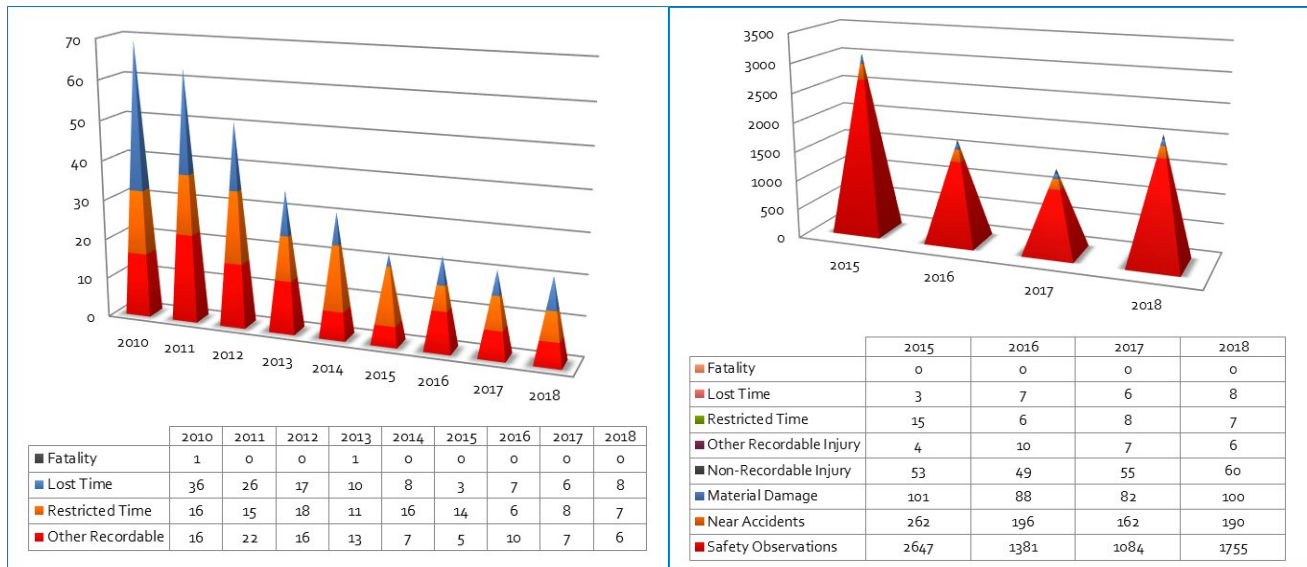 70
60
50
40
30
20
10
0
2010 2011 2012 2013 2014 2015 2016 2017 2018
2010 2011 2012 2013 2014 2015 2016 2017 2018
Fatality 1 0 0 1 0 0 0 0 0
Lost Time 36 26 17 10 8 3 7 6 8
Restricted Time 16 15 18 11 16 14 6 8 7
Other Recordable 16 22 16 13 7 5 10 7 6
3500
3000
2500
2000
1500
1000
500
0
2015 2016 2017 2018
2015 2016 2017 2018
Fatality 0 0 0 0
Lost Time 3 7 6 8
Restricted Time 15 6 8 7
Other Recordable Injury 4 10 7 6
Non-Recordable Injury 53 49 55 60
Material Damage 101 88 82 100
Near Accidents 262 196 162 190
Safety Observations 2647 1381 1084 1755